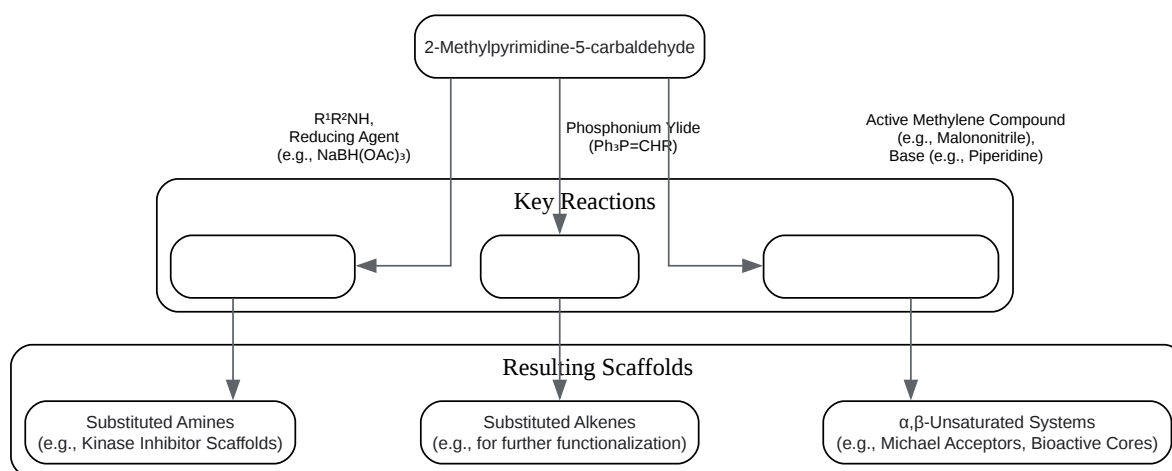 2-Methylpyrimidine-5-carbaldehyde
R¹R²NH,
Reducing Agent
(e.g., NaBH(OAc)₃)
Phosphonium Ylide
(Ph₃P=CHR)
Active Methylene Compound
(e.g., Malononitrile),
Base (e.g., Piperidine)
Key Reactions
Resulting Scaffolds
Substituted Amines
(e.g., Kinase Inhibitor Scaffolds)
Substituted Alkenes
(e.g., for further functionalization)
α,β-Unsaturated Systems
(e.g., Michael Acceptors, Bioactive Cores)